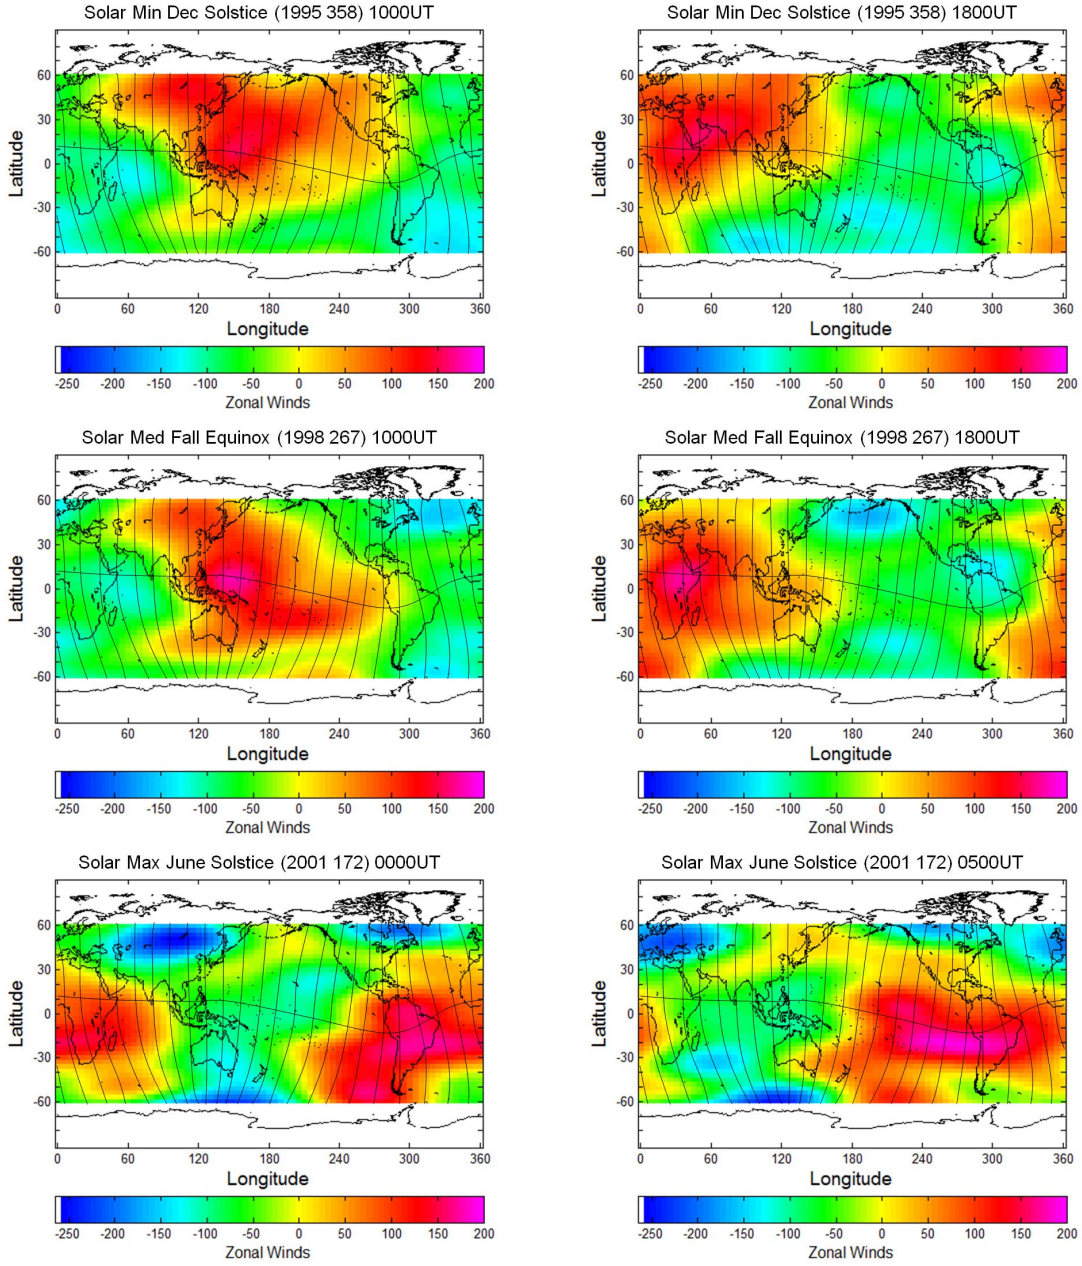 Solar Min Dec Solstice (1995 358) 1000UT
60
30
0
-30
-60
Latitude
0 60 120 180 240 300 360
Longitude
-250 -200 -150 -100 -50 0 50 100 150 200
Zonal Winds
Solar Min Dec Solstice (1995 358) 1800UT
60
30
0
-30
-60
Latitude
0 60 120 180 240 300 360
Longitude
-250 -200 -150 -100 -50 0 50 100 150 200
Zonal Winds
Solar Med Fall Equinox (1998 267) 1000UT
60
30
0
-30
-60
Latitude
0 60 120 180 240 300 360
Longitude
-250 -200 -150 -100 -50 0 50 100 150 200
Zonal Winds
Solar Med Fall Equinox (1998 267) 1800UT
60
30
0
-30
-60
Latitude
0 60 120 180 240 300 360
Longitude
-250 -200 -150 -100 -50 0 50 100 150 200
Zonal Winds
Solar Max June Solstice (2001 172) 0000UT
60
30
0
-30
-60
Latitude
0 60 120 180 240 300 360
Longitude
-250 -200 -150 -100 -50 0 50 100 150 200
Zonal Winds
Solar Max June Solstice (2001 172) 0500UT
60
30
0
-30
-60
Latitude
0 60 120 180 240 300 360
Longitude
-250 -200 -150 -100 -50 0 50 100 150 200
Zonal Winds